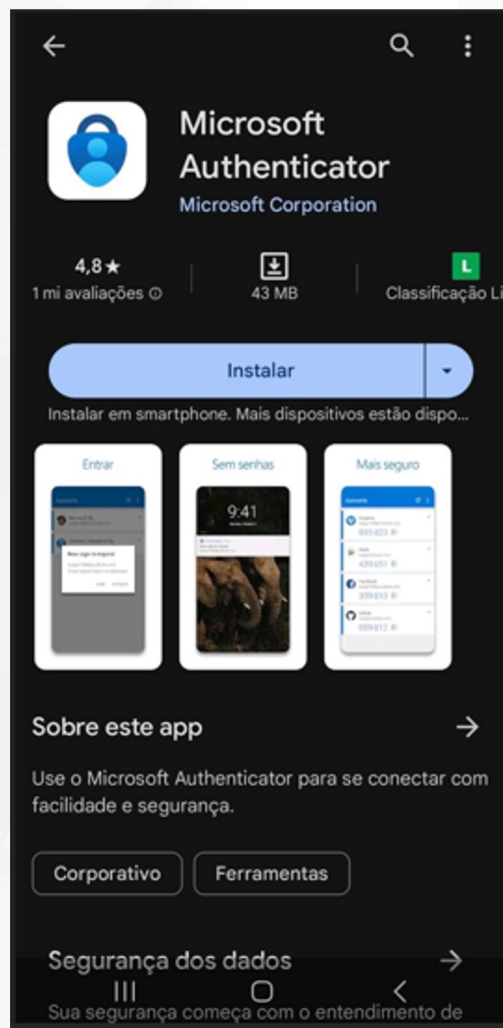 Microsoft
Authenticator
Microsoft Corporation
4,8★
1 mi avaliações
43 MB
L
Classificação Li
Instalar
Instalar em smartphone. Mais dispositivos estão dispo...
Entrar
Sem senhas
Mais seguro
9:41
Sobre este app
Use o Microsoft Authenticator para se conectar com
facilidade e segurança.
Corporativo
Ferramentas
Segurança dos dados
Sua segurança começa com o entendimento de